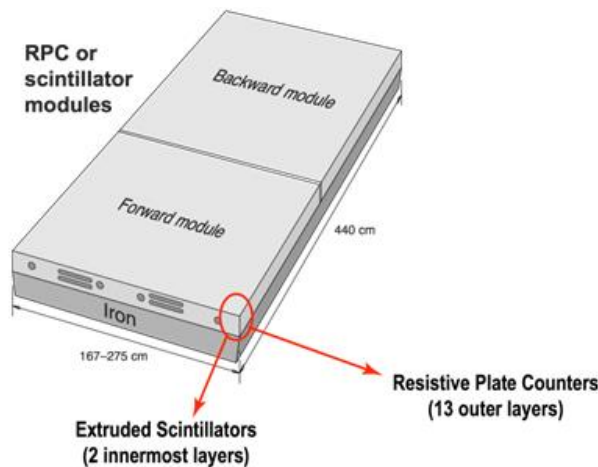 RPC or
scintillator
modules
Backward module
Forward module
440 cm
Iron
167–275 cm
Resistive Plate Counters
(13 outer layers)
Extruded Scintillators
(2 innermost layers)